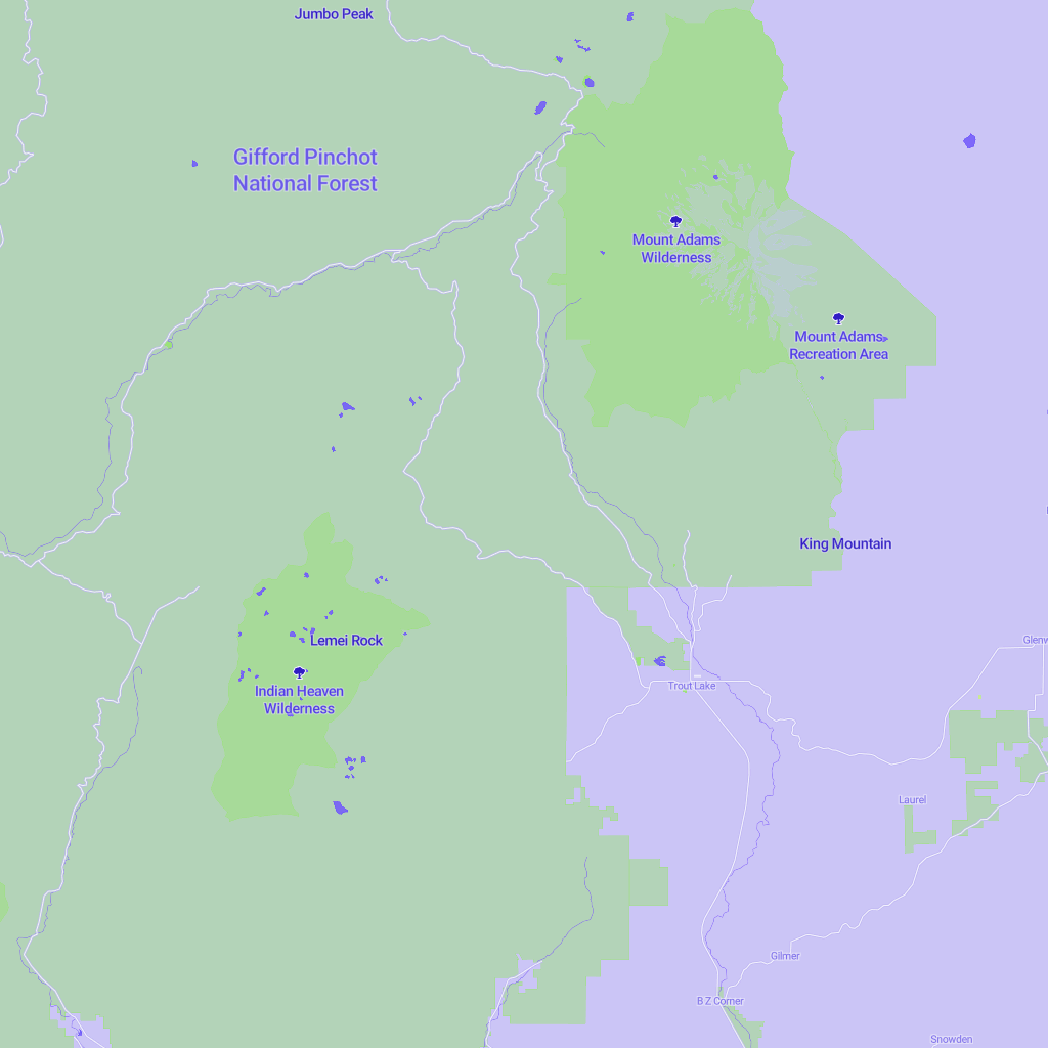 Jumbo Peak
Gifford Pinchot
National Forest
Mount Adams
Wilderness
Mount Adams
Recreation Area
King Mountain
Lemei Rock
Glenw
Indian Heaven
Wilderness
Trout Lake
Laurel
Gilmer
B Z Corner
Snowden